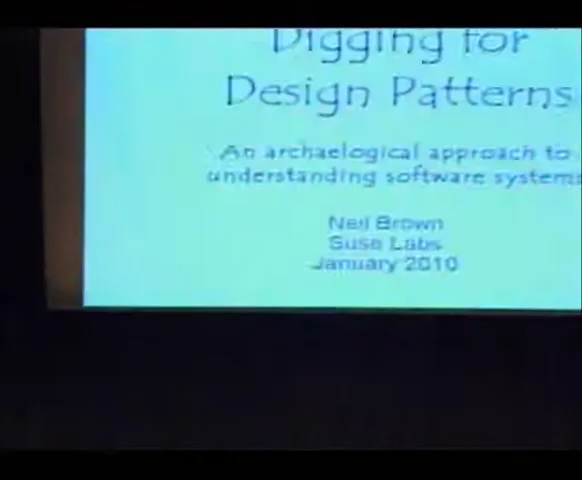 Digging for
Design Patterns
An archaelogical approach to
understanding software systems
Neil Brown
Suse Labs
January 2010